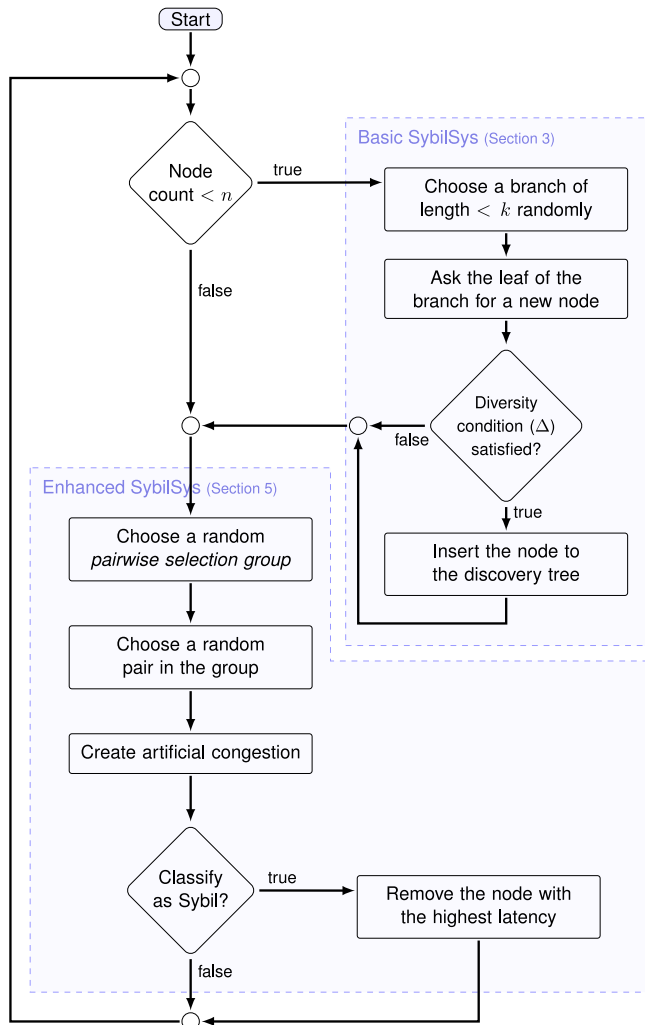 Start
Basic SybilSys (Section 3)
Node
count < n
true
Choose a branch of
length < k randomly
Ask the leaf of the
branch for a new node
false
Diversity
condition (Δ)
satisfied?
false
true
Insert the node to
the discovery tree
Enhanced SybilSys (Section 5)
Choose a random
pairwise selection group
Choose a random
pair in the group
Create artificial congestion
Classify
as Sybil?
true
Remove the node with
the highest latency
false